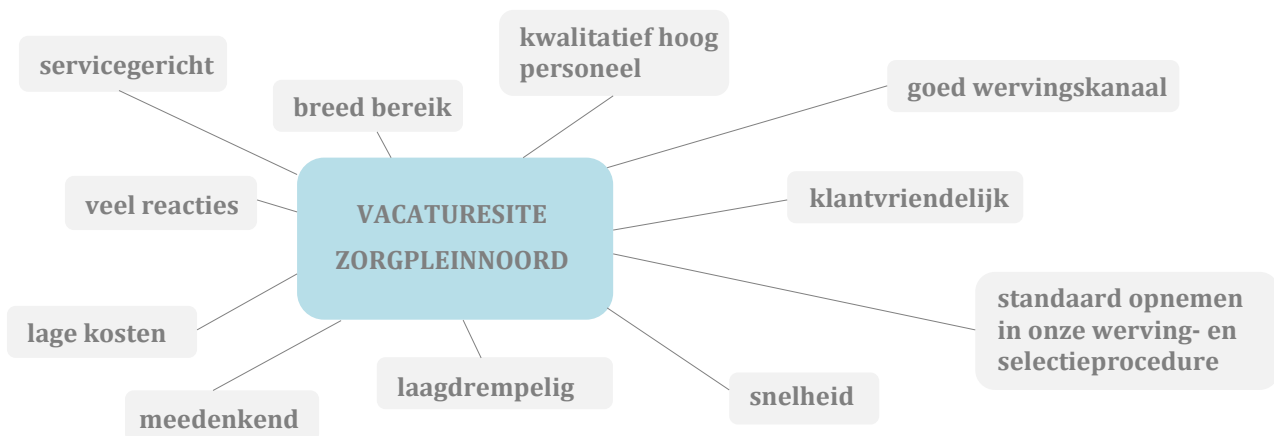 kwalitatief hoog
personeel
servicegericht
goed wervingskanaal
breed bereik
veel reacties
klantvriendelijk
VACATURESITE
ZORGPLEINNOORD
standaard opnemen
in onze werving- en
selectieprocedure
lage kosten
laagdrempelig
snelheid
meedenkend